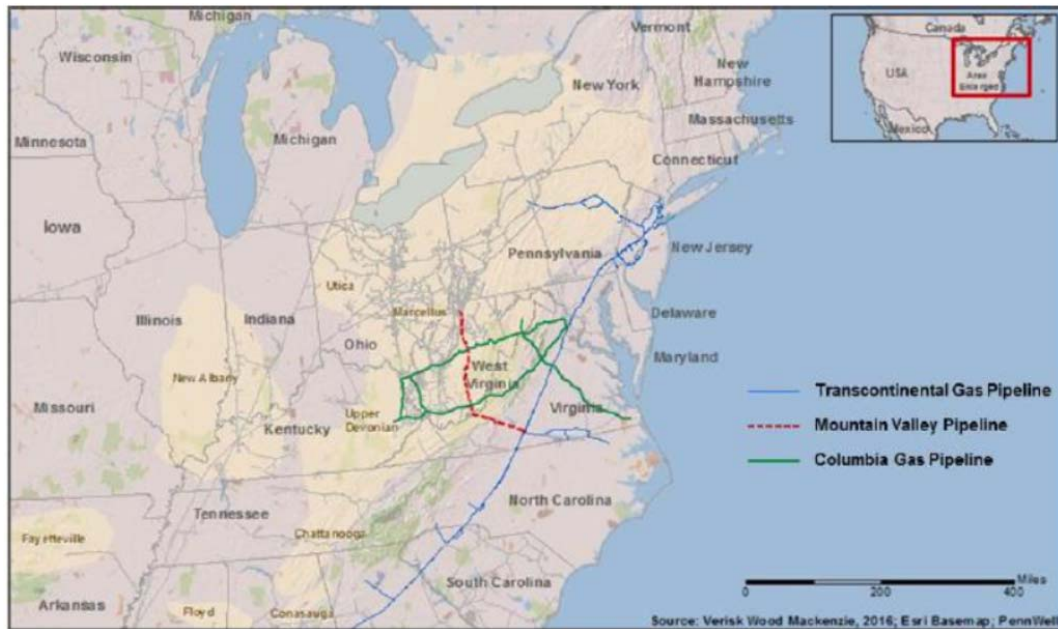 Michigan
Wisconsin
Vermont
Canada
USA
Area
Enlarged
Mexico
New
Hampshire
New York
Minnesota
Michigan
Massachusetts
Connecticut
Iowa
Pennsylvania
New Jersey
Utica
Marcellus
Illinois
Indiana
Ohio
Delaware
West
Virginia
Maryland
New Albany
Missouri
Kentucky
Upper
Devonian
Virginia
Transcontinental Gas Pipeline
Mountain Valley Pipeline
Columbia Gas Pipeline
North Carolina
Tennessee
Chattanooga
Fayetteville
South Carolina
Arkansas
Floyd
Conasauga
Miles
0
200
400
Source: Verisk Wood Mackenzie, 2016; Esri Basemap; PennWell